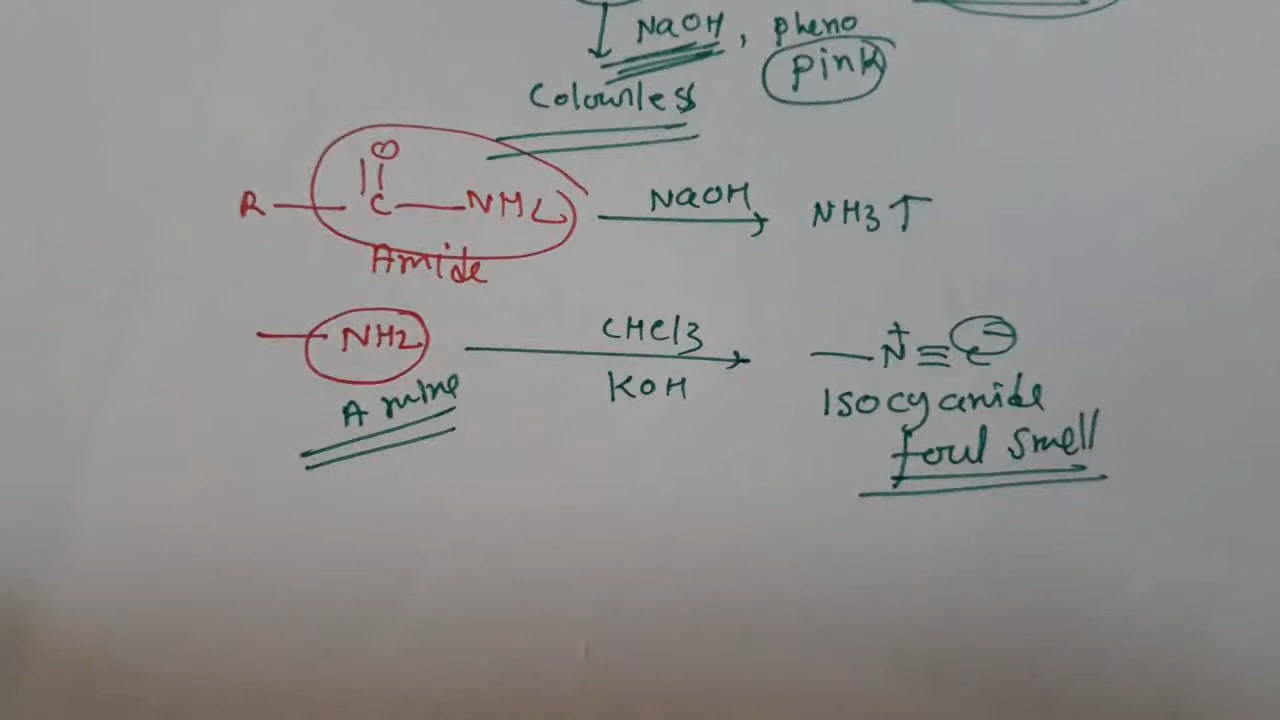 NaOH, pheno
pink
Colourless
O
R — C — NH2 NaOH → NH3 ↑
Amide
— NH2 CHCl3 → — N⁺ ≡ C⁻
KOH
Amine
Isocyanide
foul smell